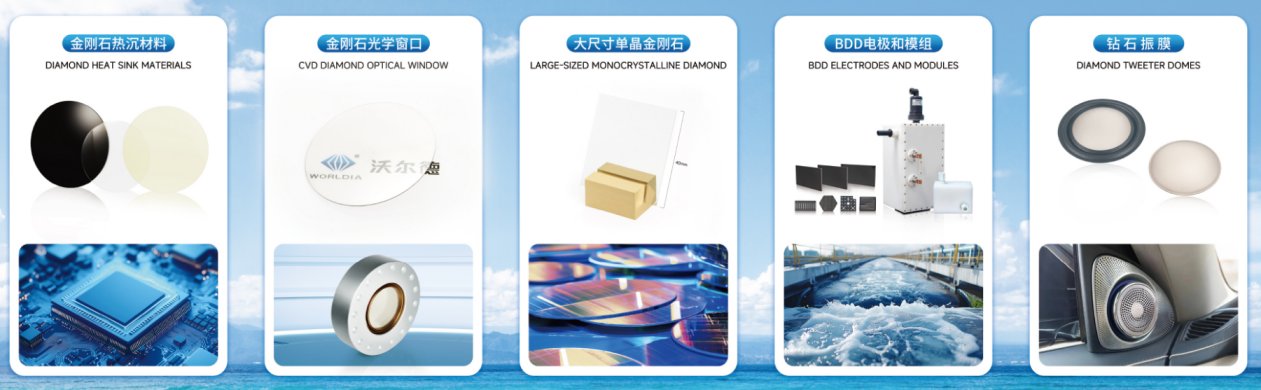 金刚石热沉材料
DIAMOND HEAT SINK MATERIALS
金刚石光学窗口
CVD DIAMOND OPTICAL WINDOW
WORLDIA
沃尔德
大尺寸单晶金刚石
LARGE-SIZED MONOCRYSTALLINE DIAMOND
BDD电极和模组
BDD ELECTRODES AND MODULES
钻石振膜
DIAMOND TWEETER DOMES